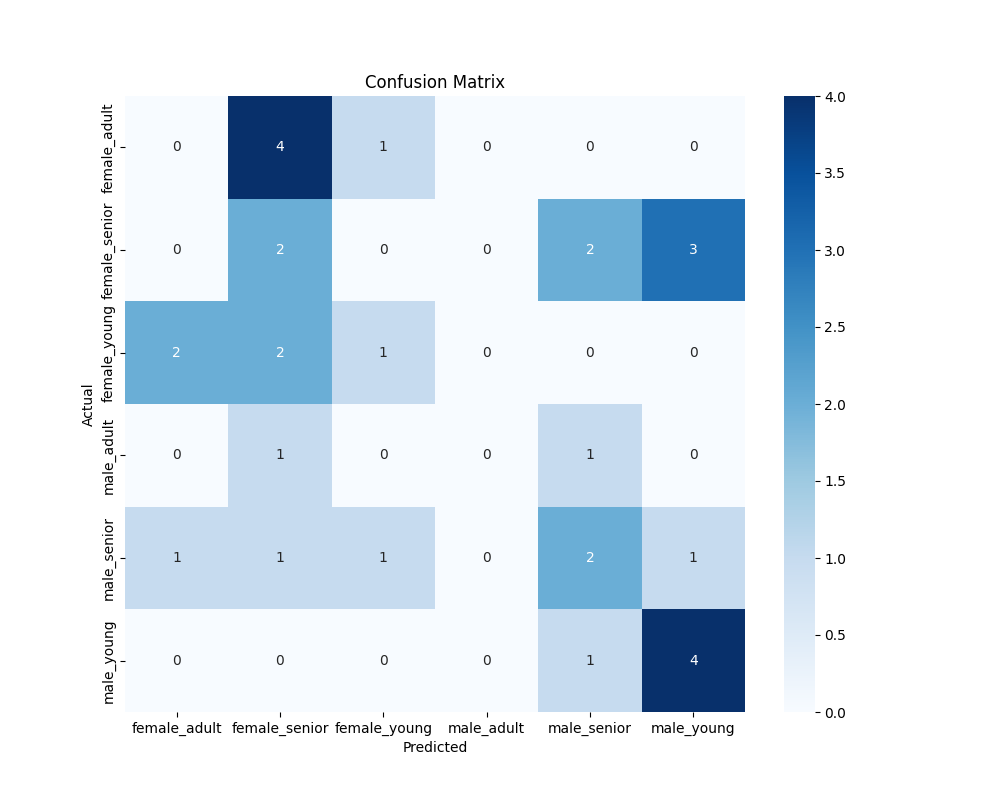 Confusion Matrix
female_adult 0 4 1 0 0 0
female_senior 0 2 0 0 2 3
female_young 2 2 1 0 0 0
male_adult 0 1 0 0 1 0
male_senior 1 1 1 0 2 1
male_young 0 0 0 0 1 4
female_adult female_senior female_young male_adult male_senior male_young
Predicted
Actual
4.0
3.5
3.0
2.5
2.0
1.5
1.0
0.5
0.0